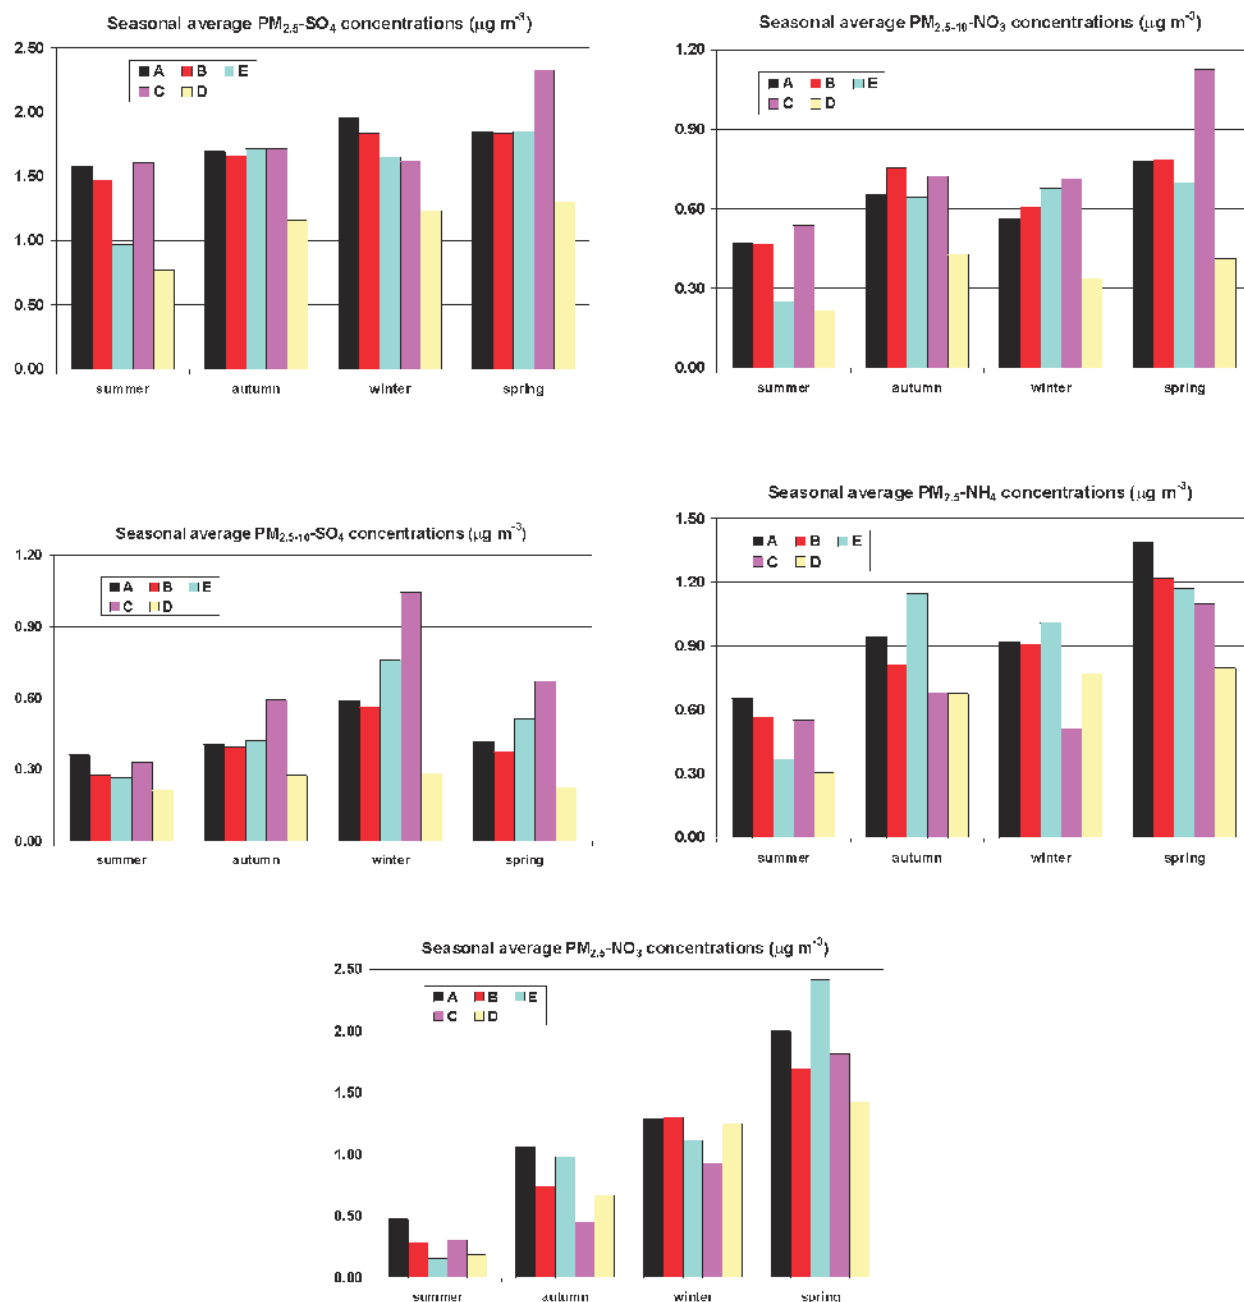 Seasonal average PM2.5-SO4 concentrations (μg m-3)
2.50
2.00
1.50
1.00
0.50
0.00
A B E
C D
summer autumn winter spring
Seasonal average PM2.5-10-NO3 concentrations (μg m-3)
1.20
0.90
0.60
0.30
0.00
A B E
C D
summer autumn winter spring
Seasonal average PM2.5-10-SO4 concentrations (μg m-3)
1.20
0.90
0.60
0.30
0.00
A B E
C D
summer autumn winter spring
Seasonal average PM2.5-NH4 concentrations (μg m-3)
1.50
1.20
0.90
0.60
0.30
0.00
A B E
C D
summer autumn winter spring
Seasonal average PM2.5-NO3 concentrations (μg m-3)
2.50
2.00
1.50
1.00
0.50
0.00
A B E
C D
summer autumn winter spring